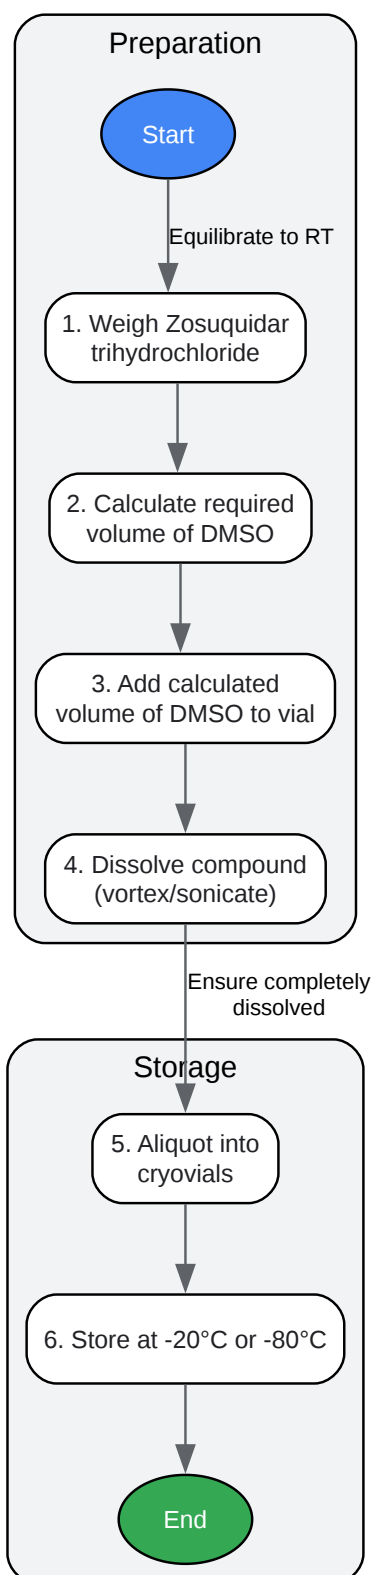 Preparation
Start
Equilibrate to RT
1. Weigh Zosuquidar
trihydrochloride
2. Calculate required
volume of DMSO
3. Add calculated
volume of DMSO to vial
4. Dissolve compound
(vortex/sonicate)
Ensure completely
dissolved
Storage
5. Aliquot into
cryovials
6. Store at -20°C or -80°C
End